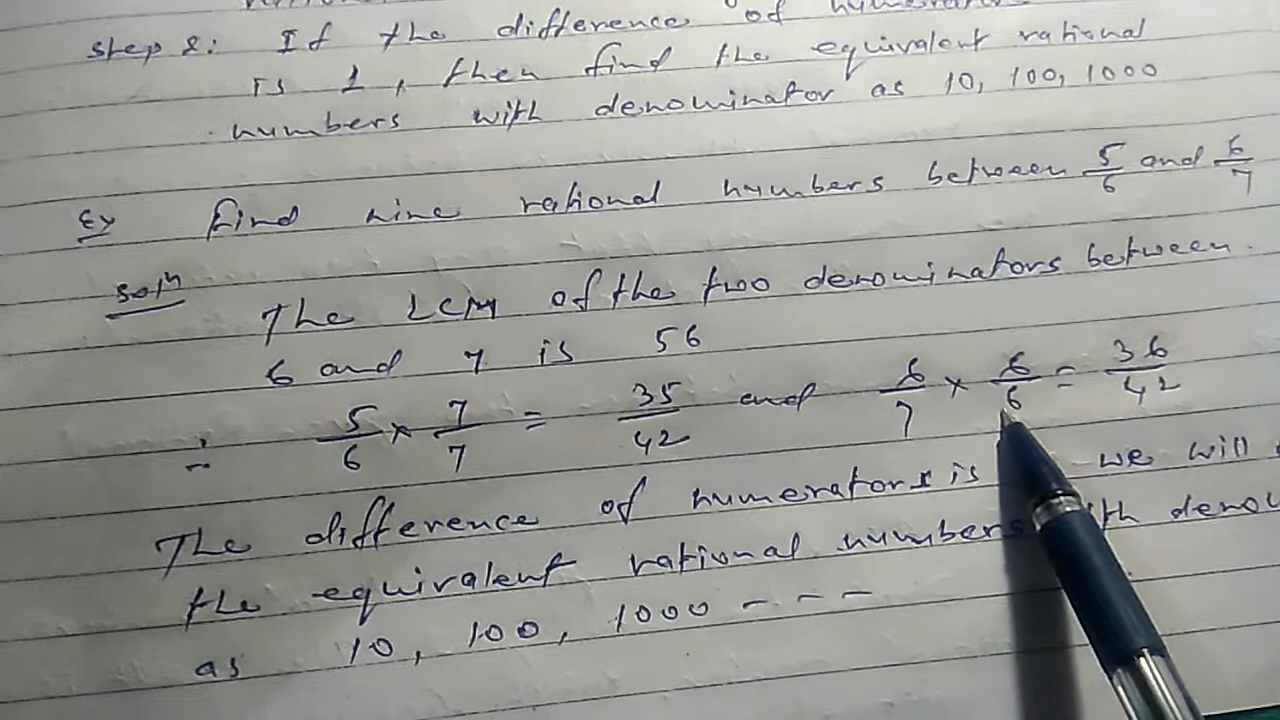 Step 2: If the difference of numerators
is 1, then find the equivalent rational
numbers with denominator as 10, 100, 1000
Ex Find nine rational numbers between 5/6 and 6/7
Soln The LCM of the two denominators between
6 and 7 is 56
∴ 5/6 × 7/7 = 35/42 and 6/7 × 6/6 = 36/42
The difference of numerators is we will
the equivalent rational numbers
as 10, 100, 1000 - - -